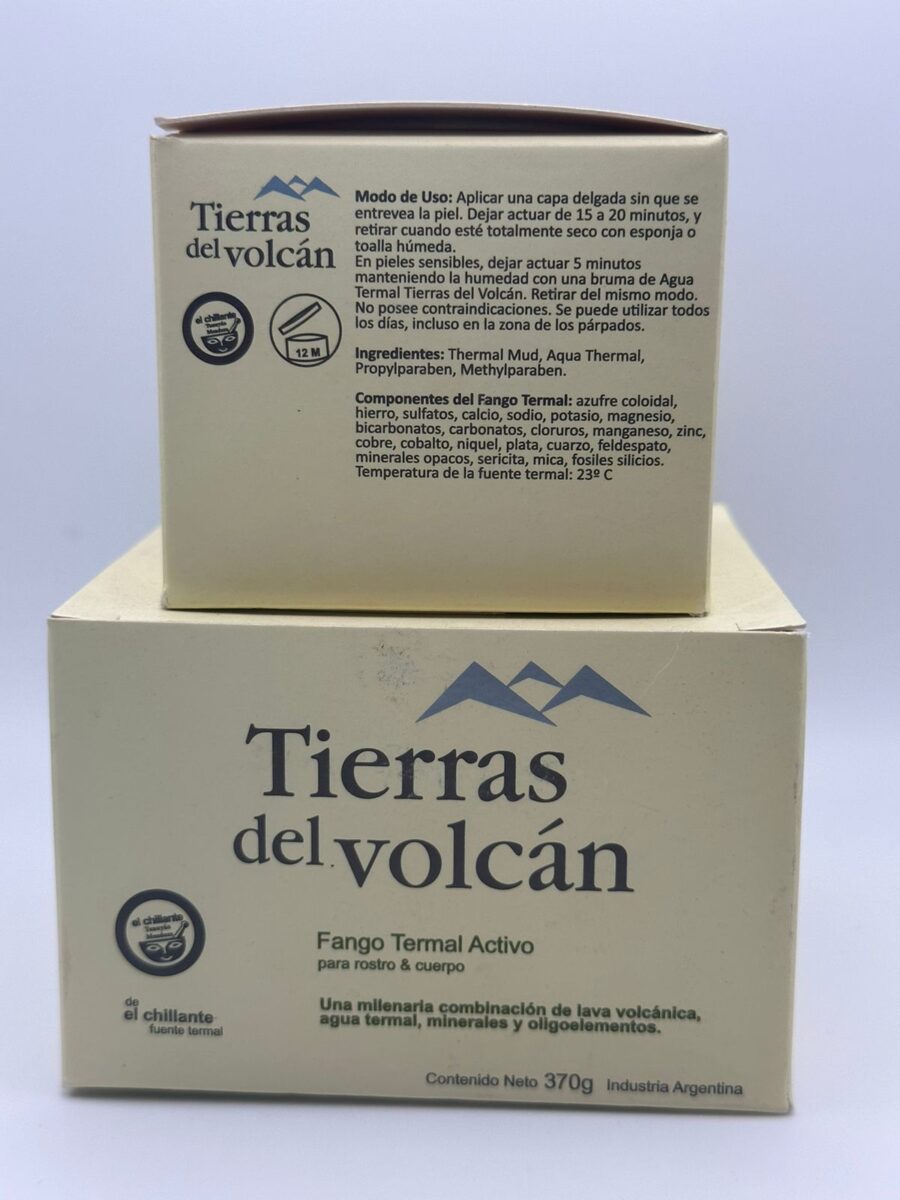 Tierras
del volcán
el chillante
12 M
Modo de Uso: Aplicar una capa delgada sin que se
entrevea la piel. Dejar actuar de 15 a 20 minutos, y
retirar cuando esté totalmente seco con esponja o
toalla húmeda.
En pieles sensibles, dejar actuar 5 minutos
manteniendo la humedad con una bruma de Agua
Termal Tierras del Volcán. Retirar del mismo modo.
No posee contraindicaciones. Se puede utilizar todos
los días, incluso en la zona de los párpados.
Ingredientes: Thermal Mud, Aqua Thermal,
Propylparaben, Methylparaben.
Componentes del Fango Termal: azufre coloidal,
hierro, sulfatos, calcio, sodio, potasio, magnesio,
bicarbonatos, carbonatos, cloruros, manganeso, zinc,
cobre, cobalto, niquel, plata, cuarzo, feldespato,
minerales opacos, sericita, mica, fosiles silicios.
Temperatura de la fuente termal: 23º C
Tierras
del volcán
el chillante
de
el chillante
fuente termal
Fango Termal Activo
para rostro & cuerpo
Una milenaria combinación de lava volcánica,
agua termal, minerales y oligoelementos.
Contenido Neto 370g Industria Argentina